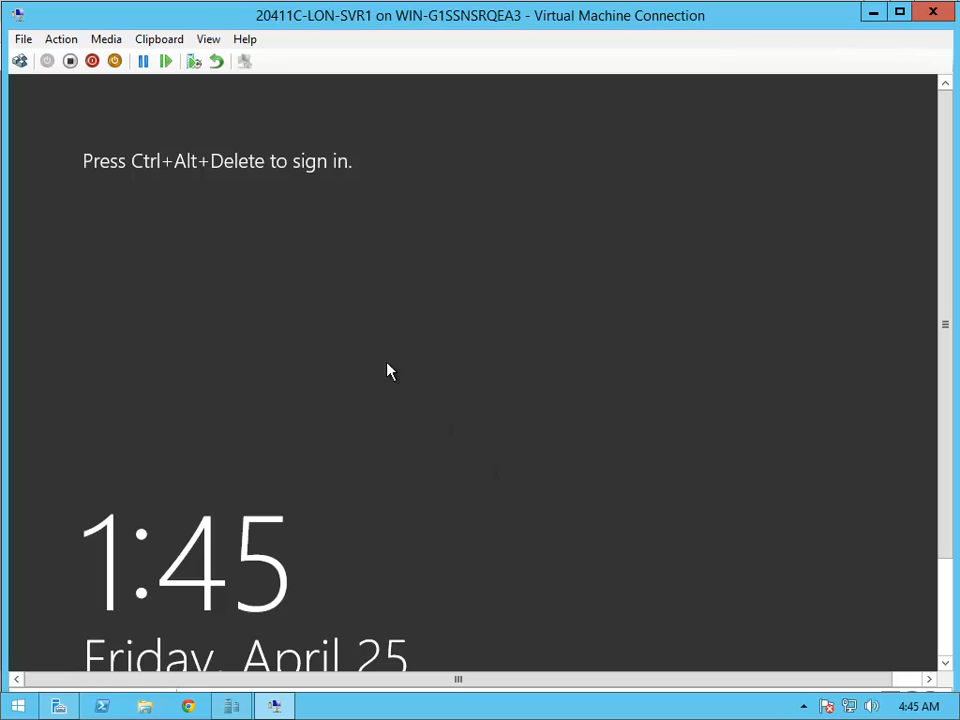 20411C-LON-SVR1 on WIN-G1SSNSRQEA3 - Virtual Machine Connection
File Action Media Clipboard View Help
Press Ctrl+Alt+Delete to sign in.
1:45
Friday, April 25
4:45 AM